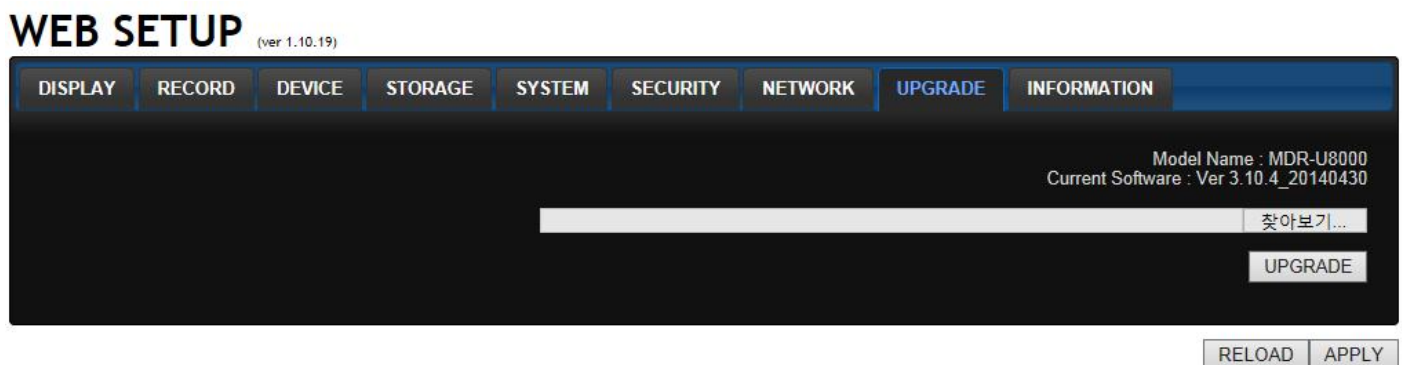 WEB SETUP (ver 1.10.19)
DISPLAY RECORD DEVICE STORAGE SYSTEM SECURITY NETWORK UPGRADE INFORMATION
Model Name : MDR-U8000
Current Software : Ver 3.10.4_20140430
찾아보기...
UPGRADE
RELOAD APPLY